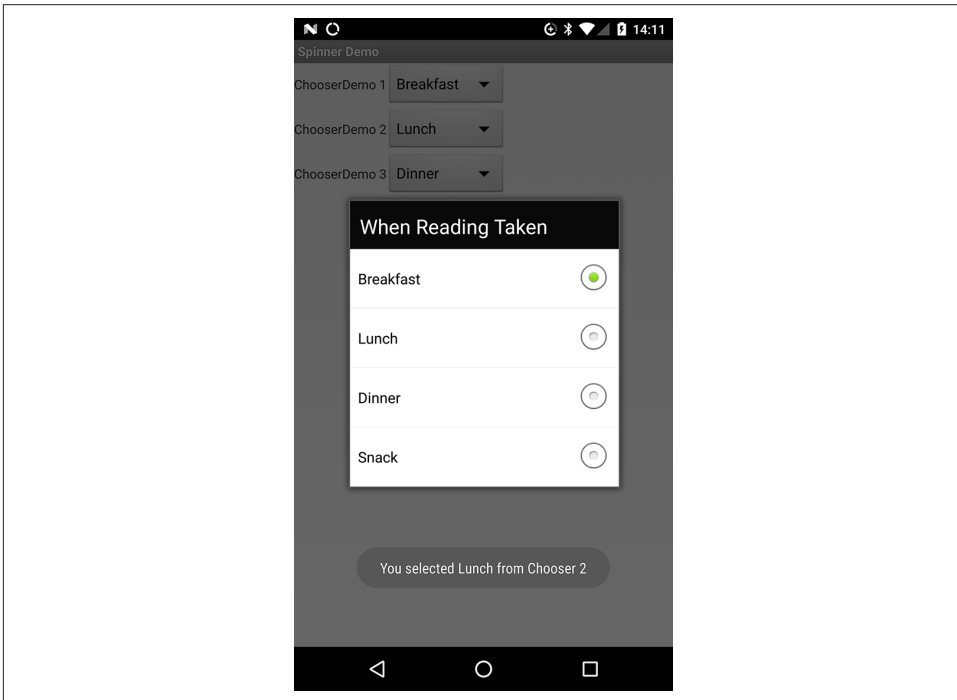 14:11
Spinner Demo
ChooserDemo 1 Breakfast
ChooserDemo 2 Lunch
ChooserDemo 3 Dinner
When Reading Taken
Breakfast
Lunch
Dinner
Snack
You selected Lunch from Chooser 2